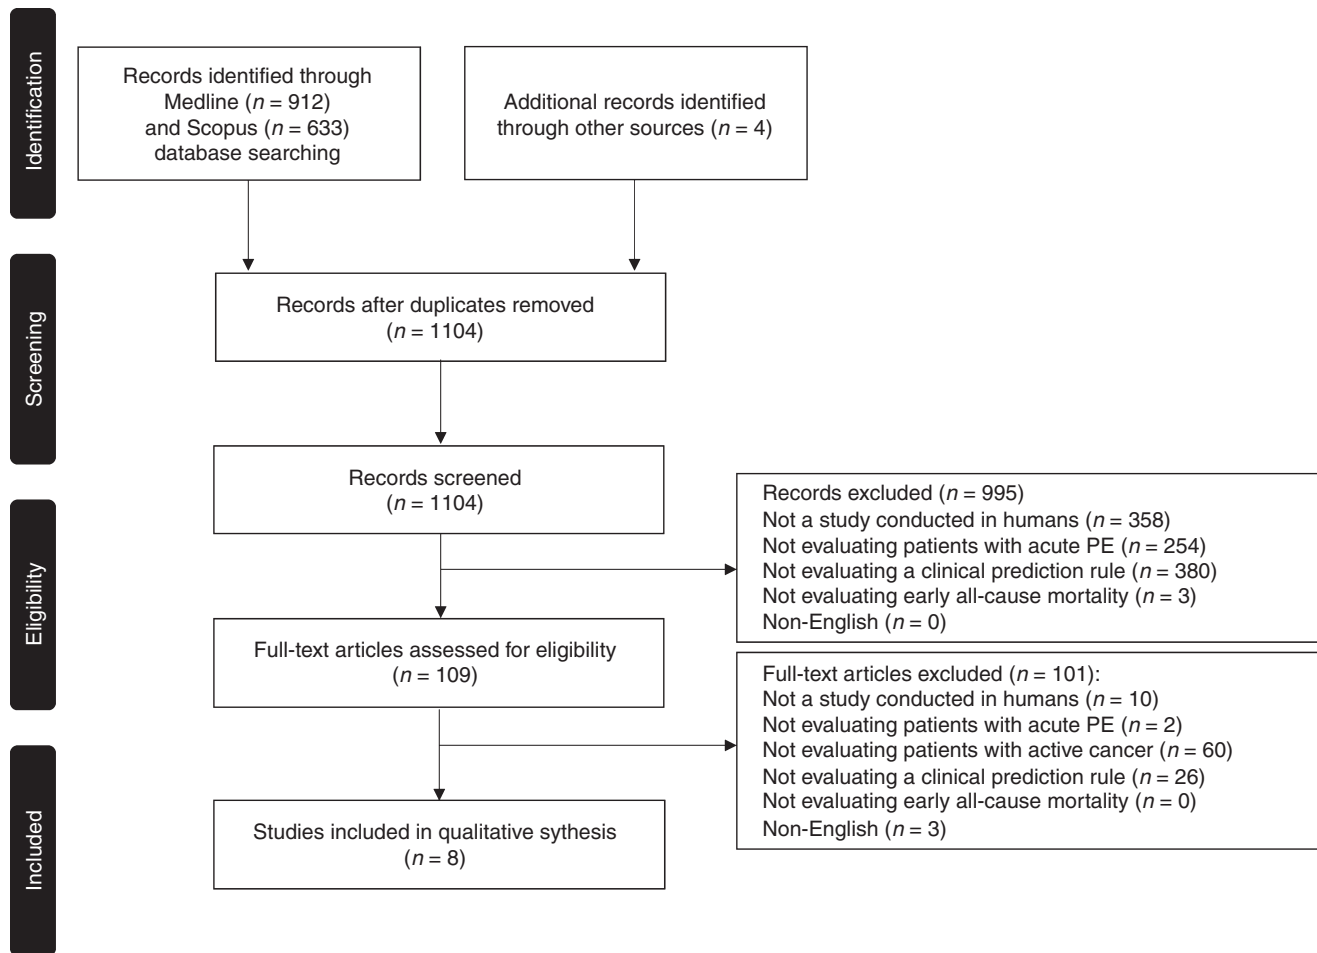 Identification
Records identified through
Medline (n = 912)
and Scopus (n = 633)
database searching
Additional records identified
through other sources (n = 4)
Screening
Records after duplicates removed
(n = 1104)
Records screened
(n = 1104)
Records excluded (n = 995)
Not a study conducted in humans (n = 358)
Not evaluating patients with acute PE (n = 254)
Not evaluating a clinical prediction rule (n = 380)
Not evaluating early all-cause mortality (n = 3)
Non-English (n = 0)
Eligibility
Full-text articles assessed for eligibility
(n = 109)
Full-text articles excluded (n = 101):
Not a study conducted in humans (n = 10)
Not evaluating patients with acute PE (n = 2)
Not evaluating patients with active cancer (n = 60)
Not evaluating a clinical prediction rule (n = 26)
Not evaluating early all-cause mortality (n = 0)
Non-English (n = 3)
Included
Studies included in qualitative sythesis
(n = 8)